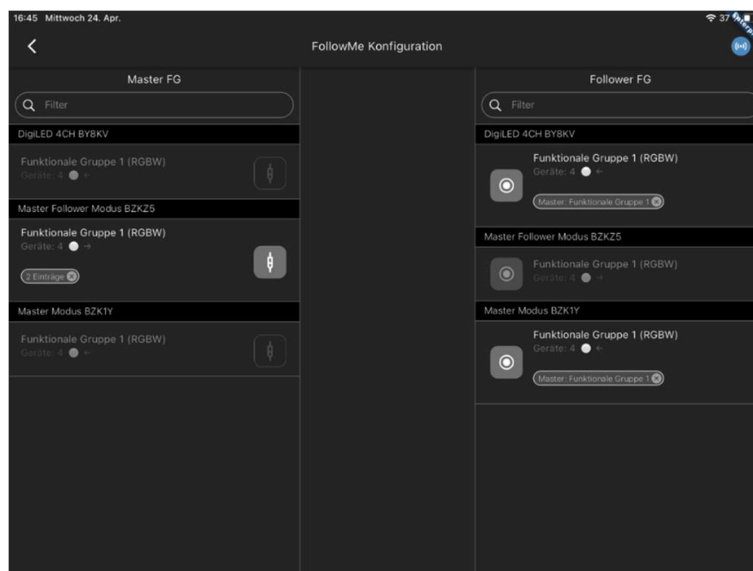 16:45 Mittwoch 24. Apr.
37
FollowMe Konfiguration
Master FG
Filter
DigiLED 4CH BY8KV
Funktionale Gruppe 1 (RGBW)
Geräte: 4 ←
Master Follower Modus BZKZ5
Funktionale Gruppe 1 (RGBW)
Geräte: 4 →
2 Einträge
Master Modus BZK1Y
Funktionale Gruppe 1 (RGBW)
Geräte: 4 ←
Follower FG
Filter
DigiLED 4CH BY8KV
Funktionale Gruppe 1 (RGBW)
Geräte: 4 ←
Master: Funktionale Gruppe 1
Master Follower Modus BZKZ5
Funktionale Gruppe 1 (RGBW)
Geräte: 4 →
Master Modus BZK1Y
Funktionale Gruppe 1 (RGBW)
Geräte: 4 ←
Master: Funktionale Gruppe 1